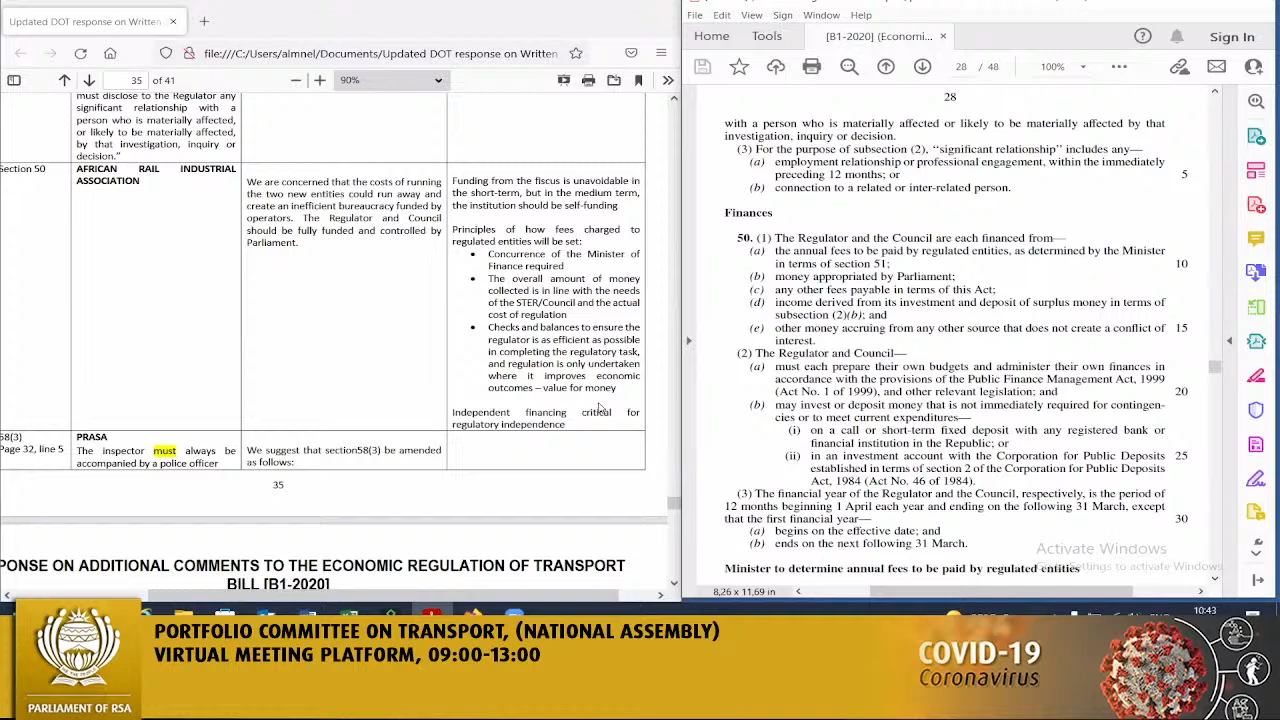 Updated DOT response on Written
file:///C:/Users/almnel/Documents/Updated DOT response on Written
35 of 41
90%
must disclose to the Regulator any
significant relationship with a
person who is materially affected,
or likely to be materially affected,
by that investigation, inquiry or
decision."
Section 50
AFRICAN RAIL INDUSTRIAL
ASSOCIATION
We are concerned that the costs of running
the two new entities could run away and
create an inefficient bureaucracy funded by
operators. The Regulator and Council
should be fully funded and controlled by
Parliament.
Funding from the fiscus is unavoidable in
the short-term, but in the medium term,
the institution should be self-funding
Principles of how fees charged to
regulated entities will be set:
• Concurrence of the Minister of
Finance required
• The overall amount of money
collected is in line with the needs
of the STER/Council and the actual
cost of regulation
• Checks and balances to ensure the
regulator is as efficient as possible
in completing the regulatory task,
and regulation is only undertaken
where it improves economic
outcomes – value for money
Independent financing critical for
regulatory independence
58(3)
Page 32, line 5
PRASA
The inspector must always be
accompanied by a police officer
We suggest that section58(3) be amended
as follows:
35
PONSE ON ADDITIONAL COMMENTS TO THE ECONOMIC REGULATION OF TRANSPORT
BILL [B1-2020]
File Edit View Sign Window Help
Home Tools [B1-2020] (Economi... Sign In
28 / 48 100%
28
with a person who is materially affected or likely to be materially affected by that
investigation, inquiry or decision.
(3) For the purpose of subsection (2), "significant relationship" includes any—
(a) employment relationship or professional engagement, within the immediately
preceding 12 months; or 5
(b) connection to a related or inter-related person.
Finances
50. (1) The Regulator and the Council are each financed from—
(a) the annual fees to be paid by regulated entities, as determined by the Minister
in terms of section 51; 10
(b) money appropriated by Parliament;
(c) any other fees payable in terms of this Act;
(d) income derived from its investment and deposit of surplus money in terms of
subsection (2)(b); and
(e) other money accruing from any other source that does not create a conflict of 15
interest.
(2) The Regulator and Council—
(a) must each prepare their own budgets and administer their own finances in
accordance with the provisions of the Public Finance Management Act, 1999
(Act No. 1 of 1999), and other relevant legislation; and 20
(b) may invest or deposit money that is not immediately required for contingen-
cies or to meet current expenditures—
(i) on a call or short-term fixed deposit with any registered bank or
financial institution in the Republic; or
(ii) in an investment account with the Corporation for Public Deposits 25
established in terms of section 2 of the Corporation for Public Deposits
Act, 1984 (Act No. 46 of 1984).
(3) The financial year of the Regulator and the Council, respectively, is the period of
12 months beginning 1 April each year and ending on the following 31 March, except
that the first financial year— 30
(a) begins on the effective date; and
(b) ends on the next following 31 March.
Activate Windows
Go to Settings to activate Windows.
Minister to determine annual fees to be paid by regulated entities
8,26 x 11,69 in
10:43
PORTFOLIO COMMITTEE ON TRANSPORT, (NATIONAL ASSEMBLY)
VIRTUAL MEETING PLATFORM, 09:00-13:00
PARLIAMENT OF RSA
COVID-19
Coronavirus